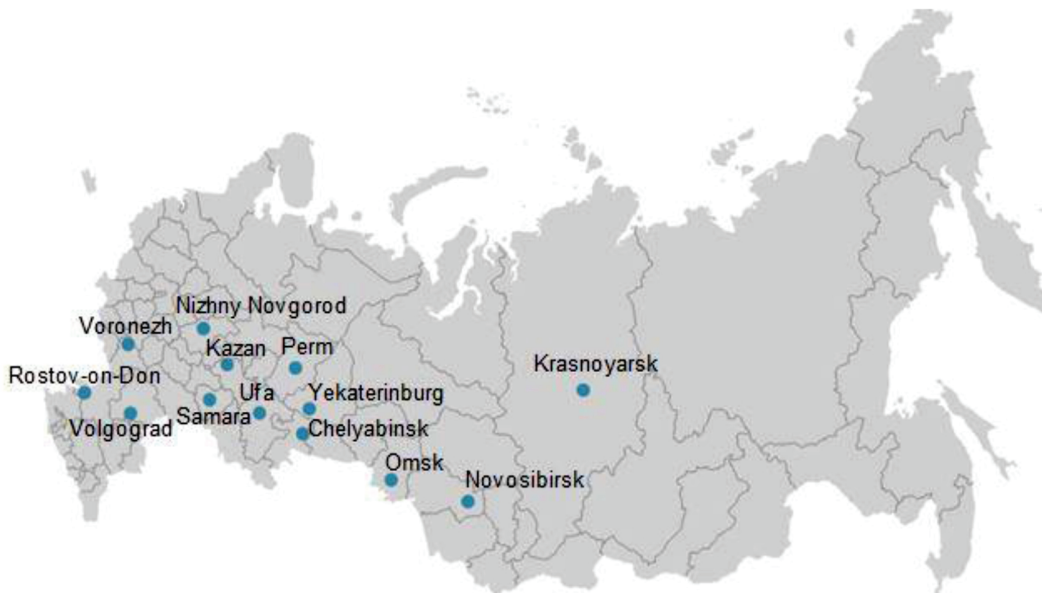 Nizhny Novgorod
Voronezh
Kazan
Perm
Krasnoyarsk
Rostov-on-Don
Ufa
Yekaterinburg
Samara
Volgograd
Chelyabinsk
Omsk
Novosibirsk